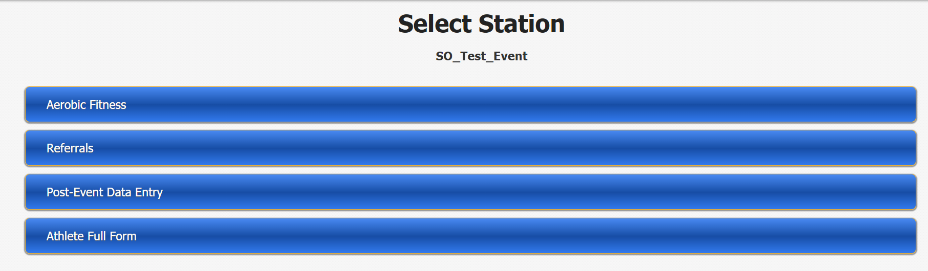 Select Station
SO_Test_Event
Aerobic Fitness
Referrals
Post-Event Data Entry
Athlete Full Form